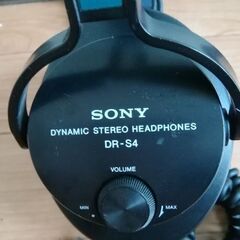 SONY
DYNAMIC STEREO HEADPHONES
DR-S4
VOLUME
MIN MAX